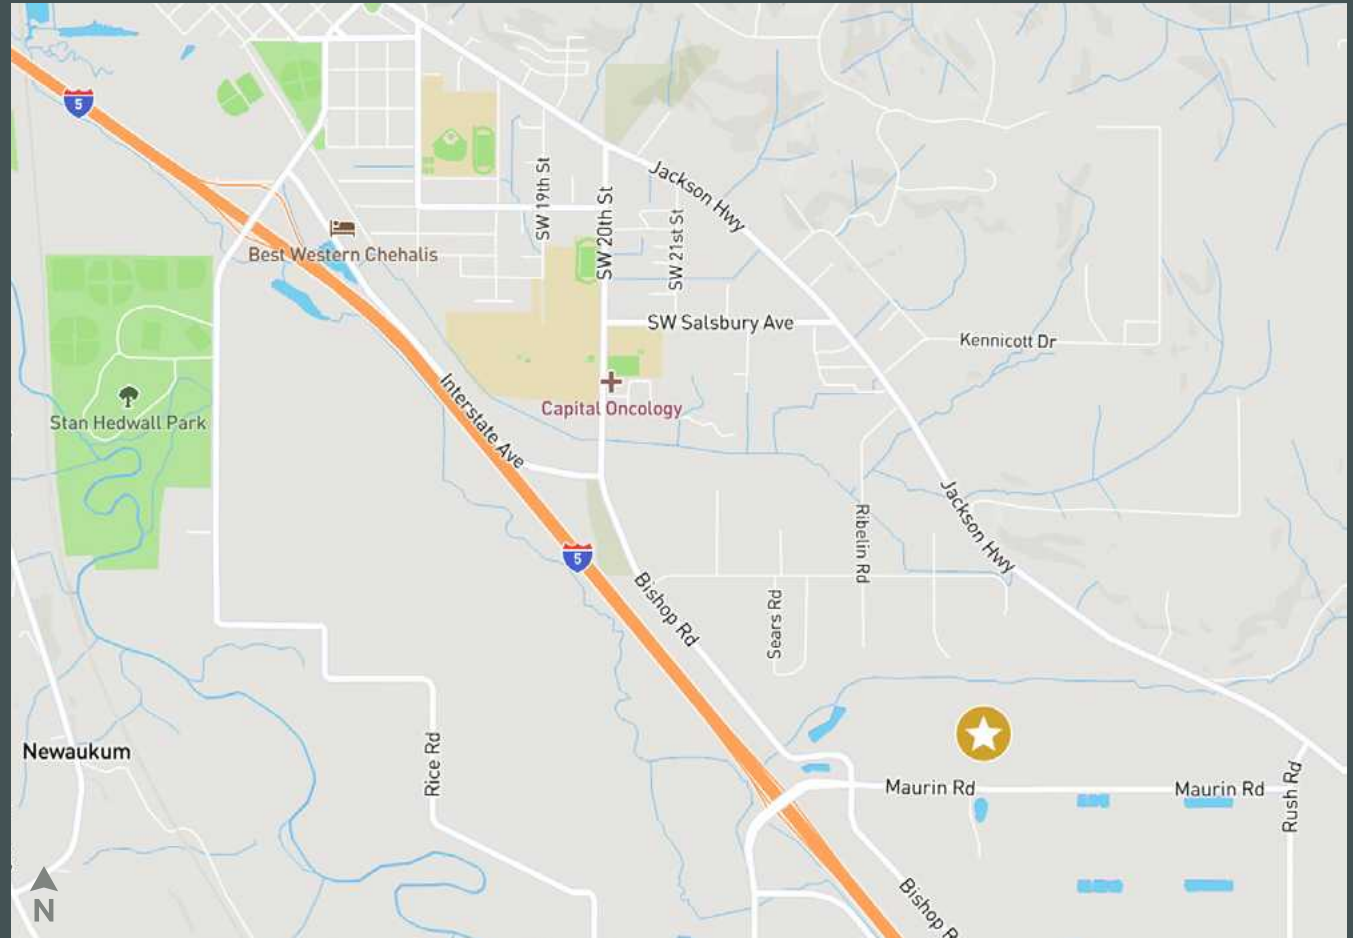 5
SW 19th St
Jackson Hwy
SW 20th St
SW 21st St
Best Western Chehalis
SW Salsbury Ave
Kennicott Dr
Interstate Ave
Capital Oncology
Stan Hedwall Park
Jackson Hwy
Ribelin Rd
5
Bishop Rd
Sears Rd
Newaukum
Rice Rd
Maurin Rd
Maurin Rd
Rush Rd
N
Bishop R